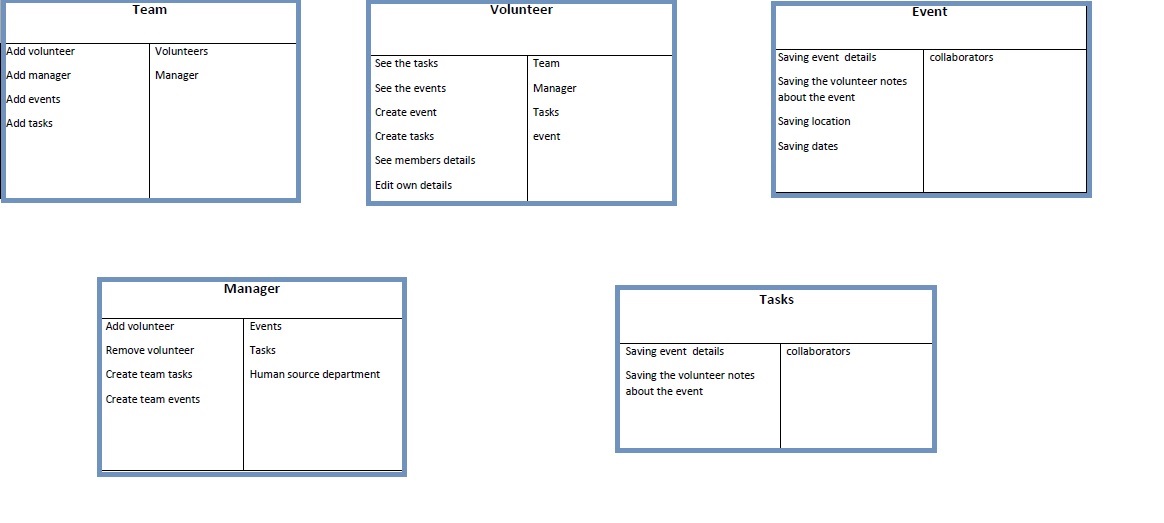 Team
Add volunteer
Add manager
Add events
Add tasks
Volunteers
Manager
Volunteer
See the tasks
See the events
Create event
Create tasks
See members details
Edit own details
Team
Manager
Tasks
event
Event
Saving event details
Saving the volunteer notes
about the event
Saving location
Saving dates
collaborators
Manager
Add volunteer
Remove volunteer
Create team tasks
Create team events
Events
Tasks
Human source department
Tasks
Saving event details
Saving the volunteer notes
about the event
collaborators